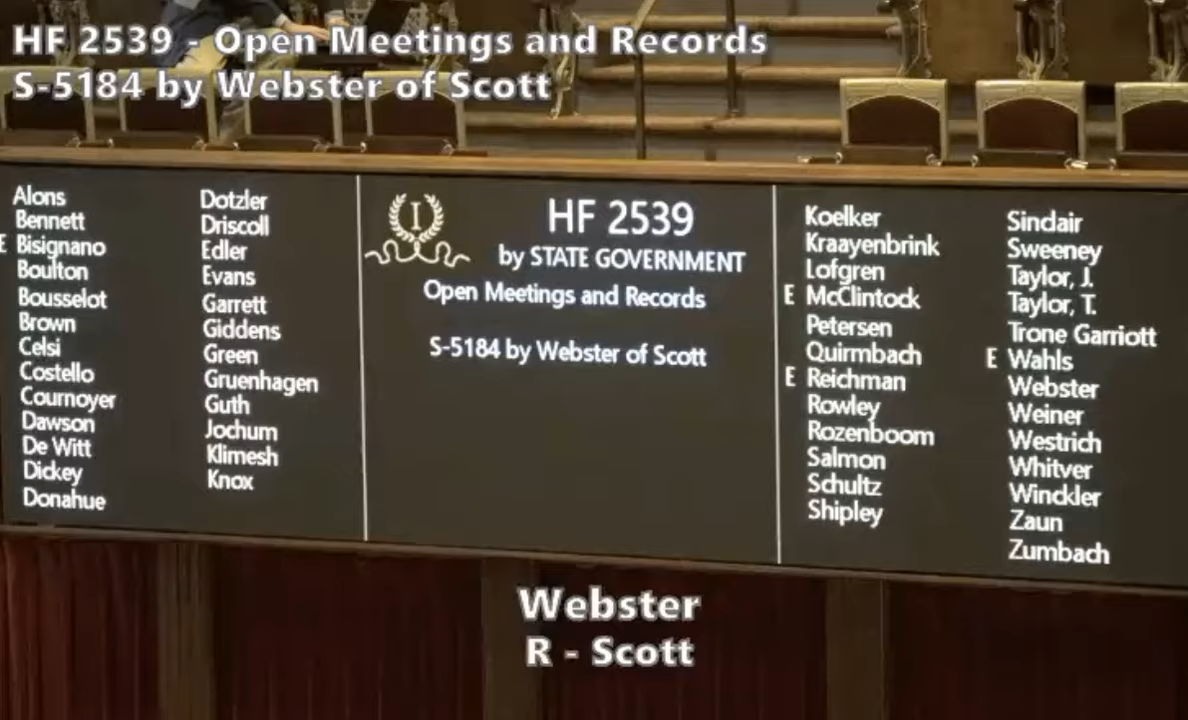 HF 2539 - Open Meetings and Records
S-5184 by Webster of Scott
Alons
Bennett
E Bisignano
Boulton
Bousselot
Brown
Celsi
Costello
Cournoyer
Dawson
De Witt
Dickey
Donahue
Dotzler
Driscoll
Edler
Evans
Garrett
Giddens
Green
Gruenhagen
Guth
Jochum
Klimesh
Knox
I
HF 2539
by STATE GOVERNMENT
Open Meetings and Records
S-5184 by Webster of Scott
Koelker
Kraayenbrink
Lofgren
E McClintock
Petersen
Quirmbach
E Reichman
Rowley
Rozenboom
Salmon
Schultz
Shipley
Sindair
Sweeney
Taylor, J.
Taylor, T.
Trone Garriott
E Wahls
Webster
Weiner
Westrich
Whitver
Winckler
Zaun
Zumbach
Webster
R - Scott